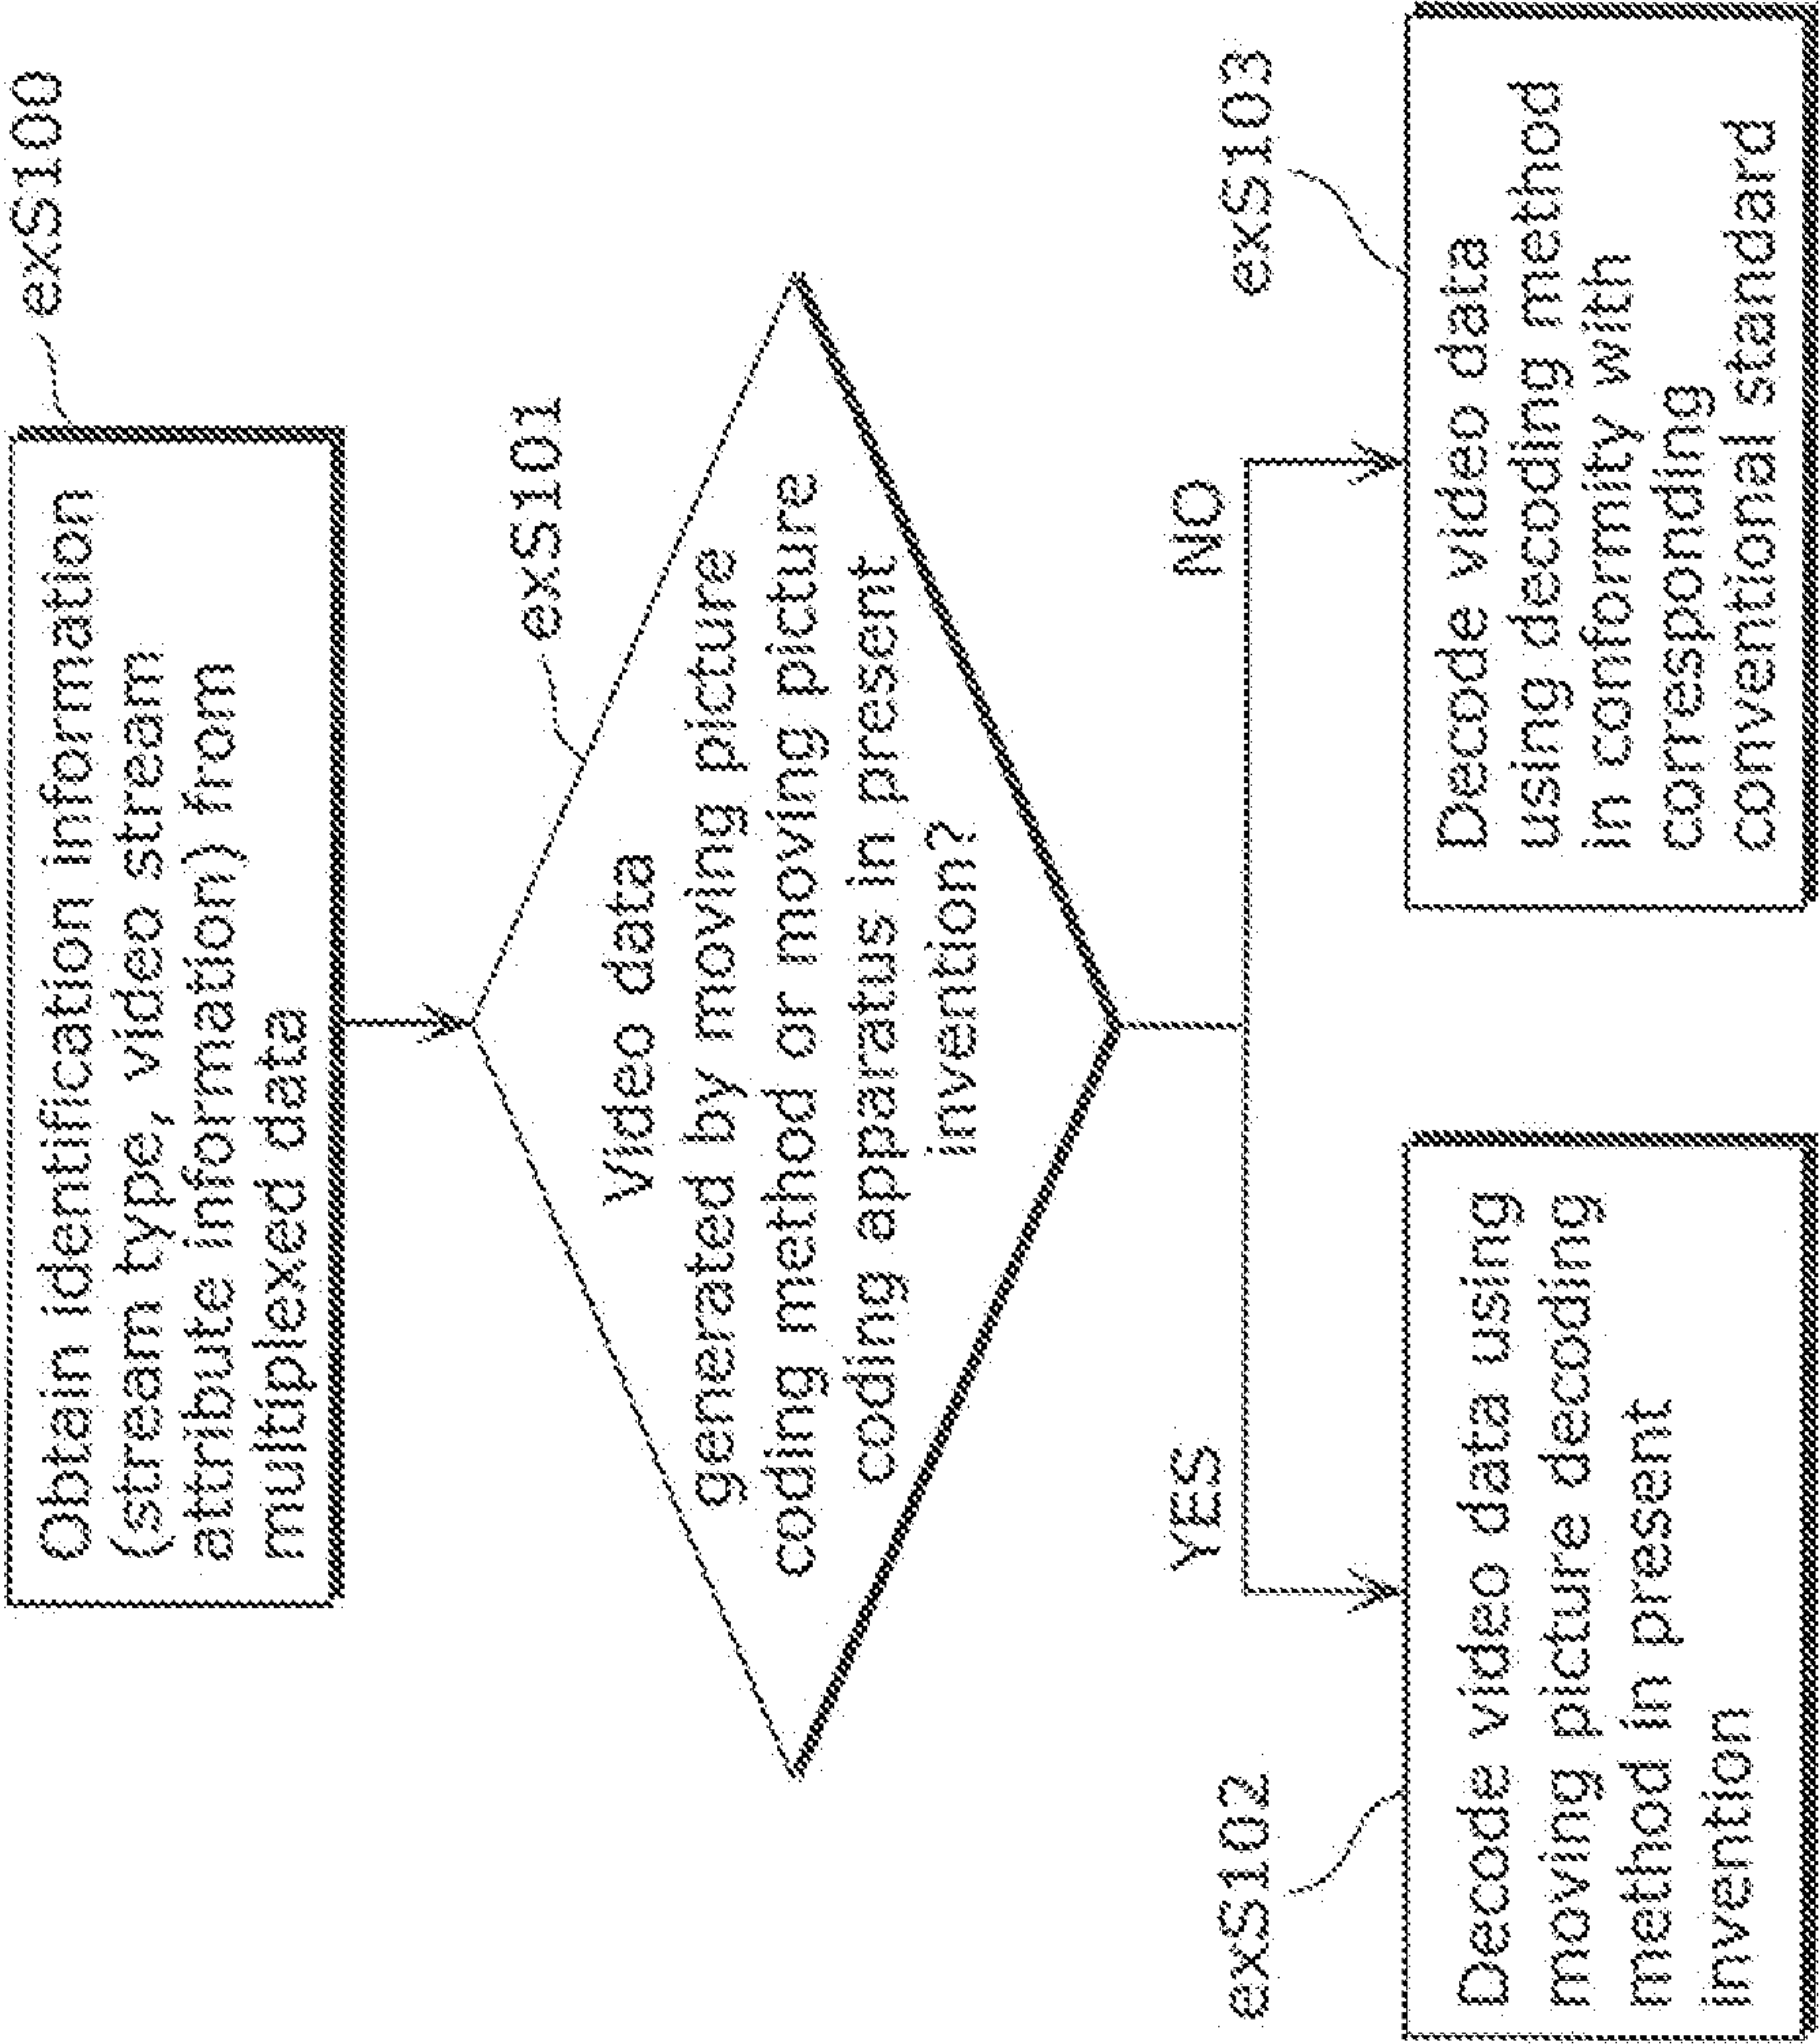 exS100
Obtain identification information
(stream type, video stream
attribute information) from
multiplexed data
exS101
Video data
generated by moving picture
coding method or moving picture
coding apparatus in present
invention?
YES
NO
exS102
Decode video data using
moving picture decoding
method in present
invention
exS103
Decode video data
using decoding method
in conformity with
corresponding
conventional standard